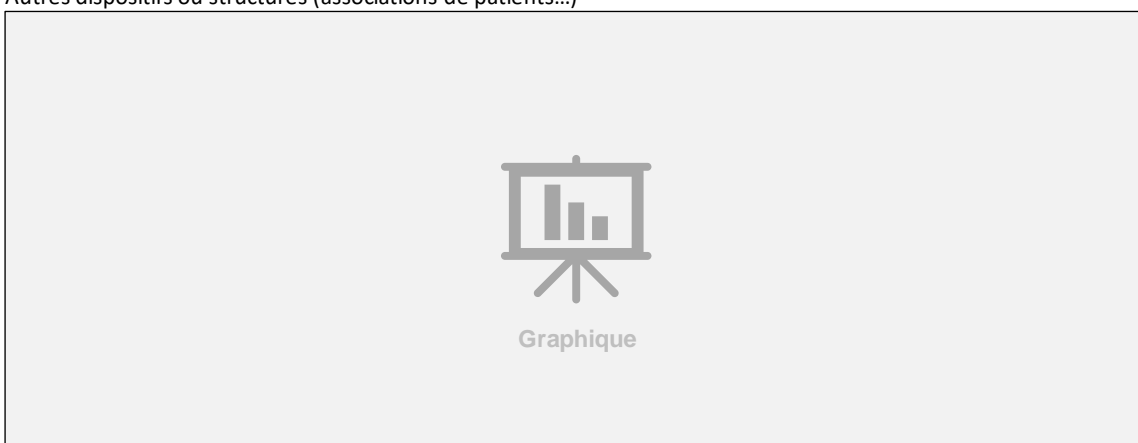 Autres dispositifs ou structures (associations de patients...)
Graphique